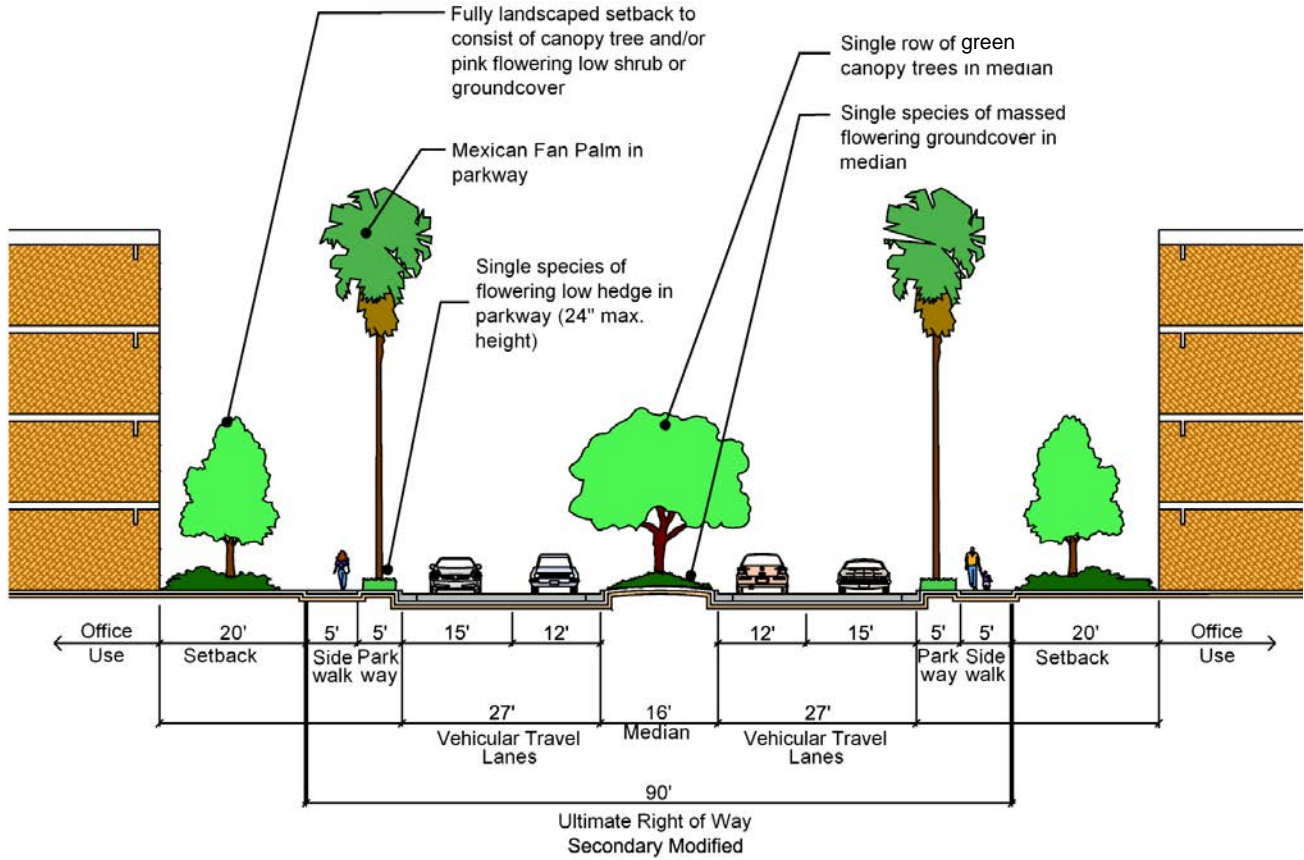 Fully landscaped setback to
consist of canopy tree and/or
pink flowering low shrub or
groundcover
Mexican Fan Palm in
parkway
Single species of
flowering low hedge in
parkway (24" max.
height)
Single row of green
canopy trees in median
Single species of massed
flowering groundcover in
median
Office
Use
20'
Setback
5'
Side
walk
5'
Park
way
15'
12'
12'
15'
5'
Park
way
5'
Side
walk
20'
Setback
Office
Use
27'
Vehicular Travel
Lanes
16'
Median
27'
Vehicular Travel
Lanes
90'
Ultimate Right of Way
Secondary Modified